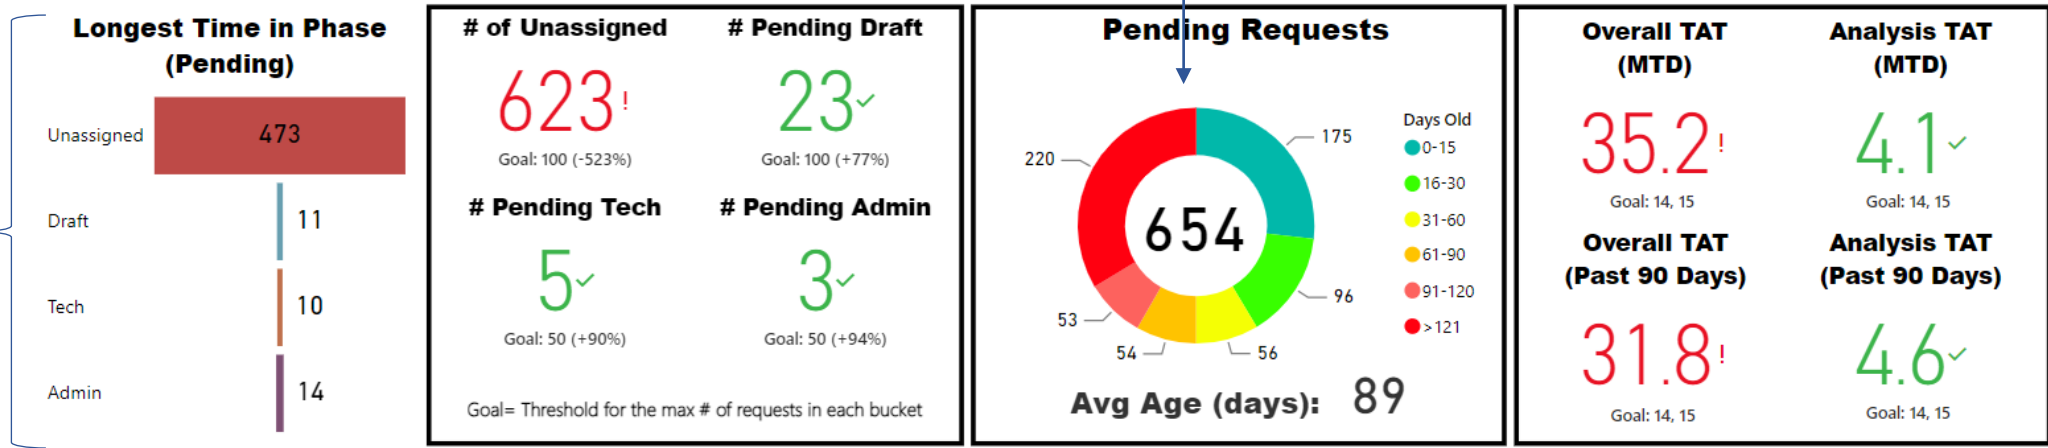 Longest Time in Phase
(Pending)
Unassigned
473
Draft
11
Tech
10
Admin
14
# of Unassigned
623!
Goal: 100 (-523%)
# Pending Draft
23✓
Goal: 100 (+77%)
# Pending Tech
5✓
Goal: 50 (+90%)
# Pending Admin
3✓
Goal: 50 (+94%)
Goal= Threshold for the max # of requests in each bucket
Pending Requests
175
220
654
96
53
54
56
Days Old
0-15
16-30
31-60
61-90
91-120
>121
Avg Age (days): 89
Overall TAT
(MTD)
35.2!
Goal: 14, 15
Analysis TAT
(MTD)
4.1✓
Goal: 14, 15
Overall TAT
(Past 90 Days)
31.8!
Goal: 14, 15
Analysis TAT
(Past 90 Days)
4.6✓
Goal: 14, 15